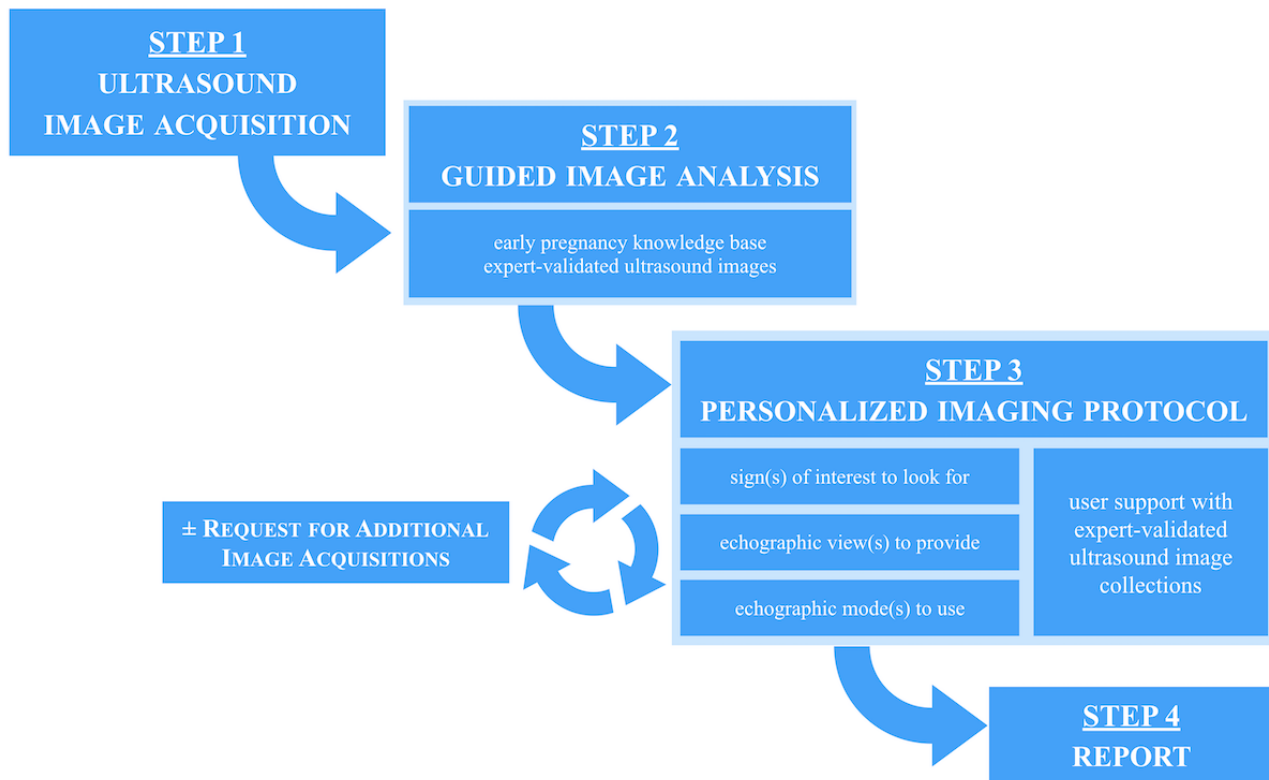 STEP 1
ULTRASOUND
IMAGE ACQUISITION
STEP 2
GUIDED IMAGE ANALYSIS
early pregnancy knowledge base
expert-validated ultrasound images
STEP 3
PERSONALIZED IMAGING PROTOCOL
sign(s) of interest to look for
echographic view(s) to provide
echographic mode(s) to use
user support with
expert-validated
ultrasound image
collections
± REQUEST FOR ADDITIONAL
IMAGE ACQUISITIONS
STEP 4
REPORT